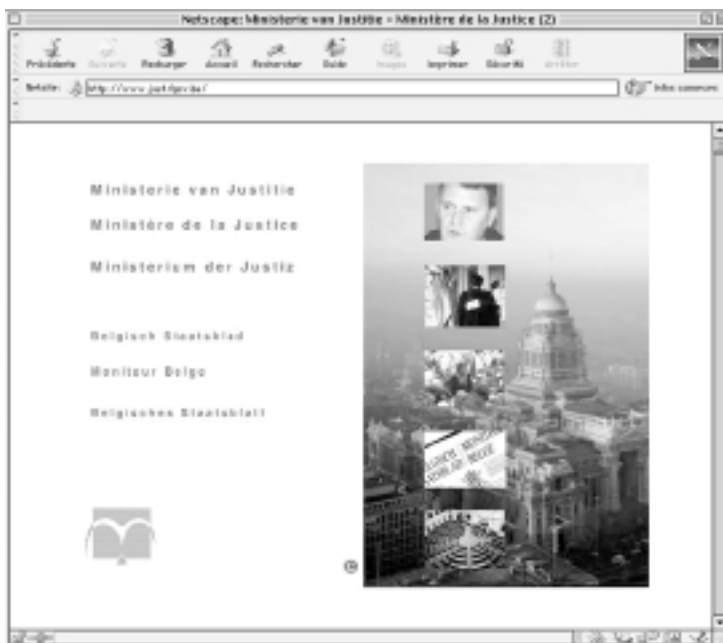 Netscape: Ministerie van Justitie - Ministère de la Justice (2)
Précédente Suivante Recharger Accueil Rechercher Guide Images Imprimer Sécurité Arrêter
http://www.just.fgov.be/ Infos connexes
Ministerie van Justitie
Ministère de la Justice
Ministerium der Justiz
Belgisch Staatsblad
Moniteur Belge
Belgisches Staatsblatt